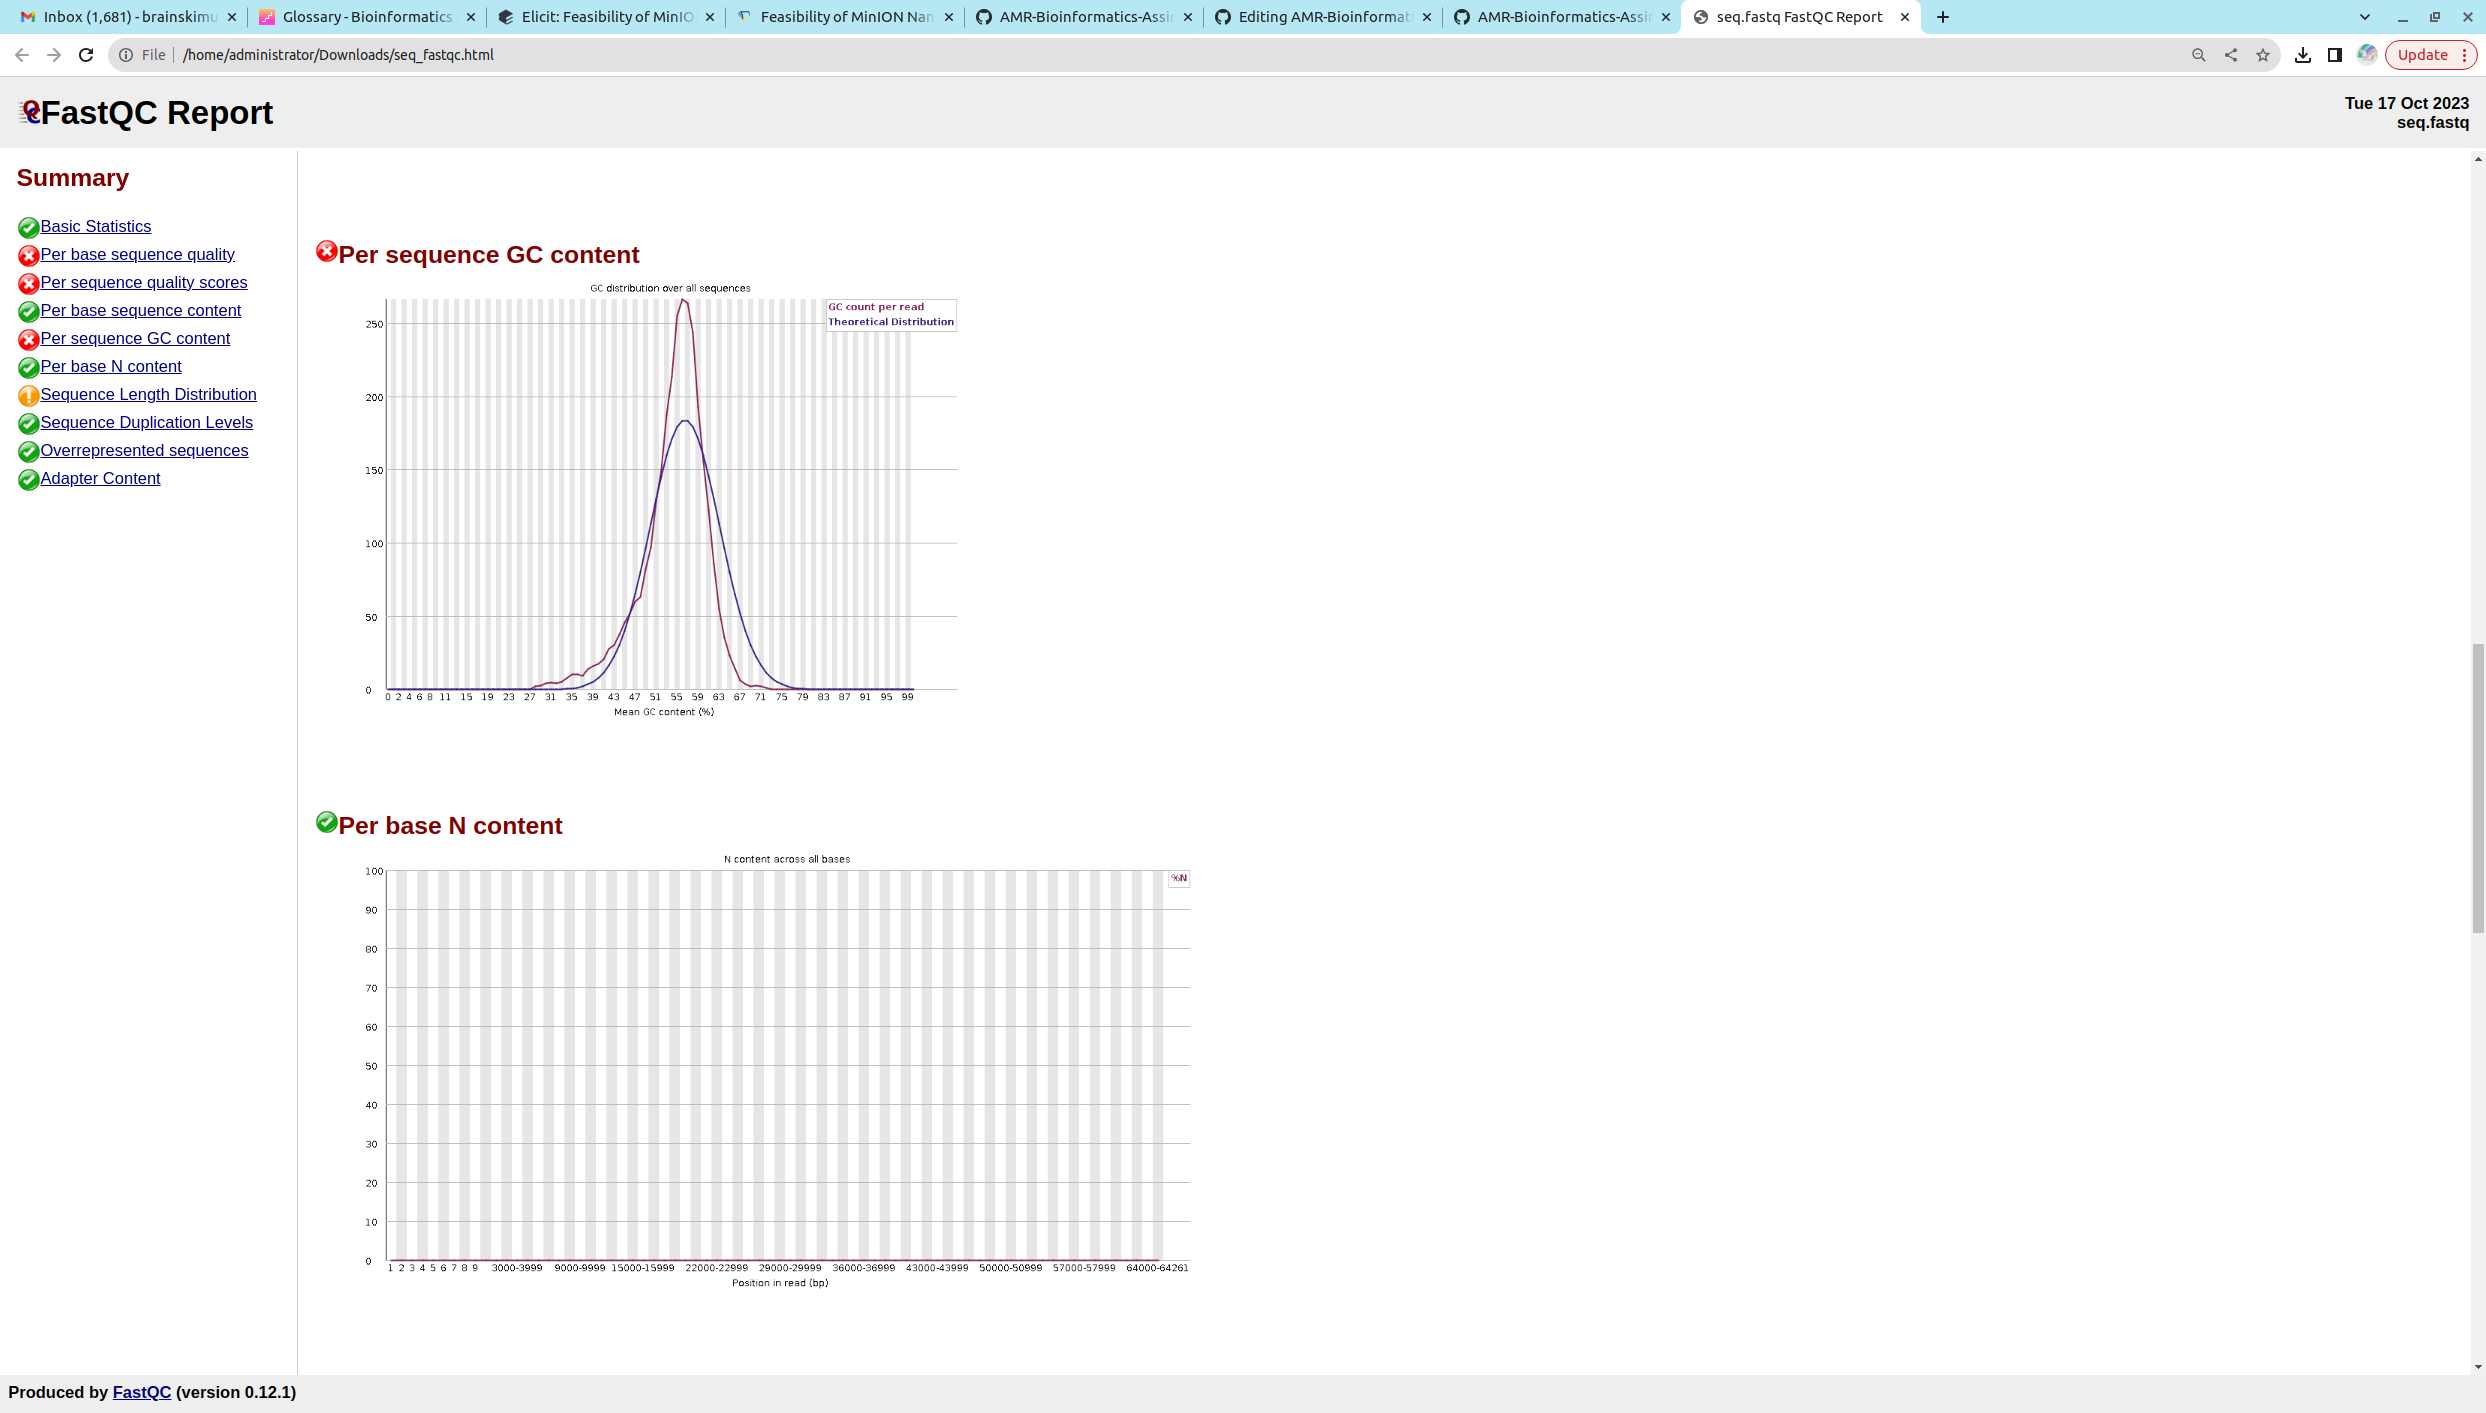 Inbox (1,681) - brainskimu
Glossary - Bioinformatics
Elicit: Feasibility of MinIO
Feasibility of MinION Nan
AMR-Bioinformatics-Assi
Editing AMR-Bioinformati
AMR-Bioinformatics-Assi
seq.fastq FastQC Report
File
/home/administrator/Downloads/seq_fastqc.html
Update
FastQC Report
Tue 17 Oct 2023
seq.fastq
Summary
Basic Statistics
Per base sequence quality
Per sequence quality scores
Per base sequence content
Per sequence GC content
Per base N content
Sequence Length Distribution
Sequence Duplication Levels
Overrepresented sequences
Adapter Content
Per sequence GC content
GC distribution over all sequences
GC count per read
Theoretical Distribution
250
200
150
100
50
0
0 2 4 6 8 11 15 19 23 27 31 35 39 43 47 51 55 59 63 67 71 75 79 83 87 91 95 99
Mean GC content (%)
Per base N content
N content across all bases
%N
100
90
80
70
60
50
40
30
20
10
0
1 2 3 4 5 6 7 8 9 3000-3999 9000-9999 15000-15999 22000-22999 29000-29999 36000-36999 43000-43999 50000-50999 57000-57999 64000-64261
Position in read (bp)
Produced by FastQC (version 0.12.1)